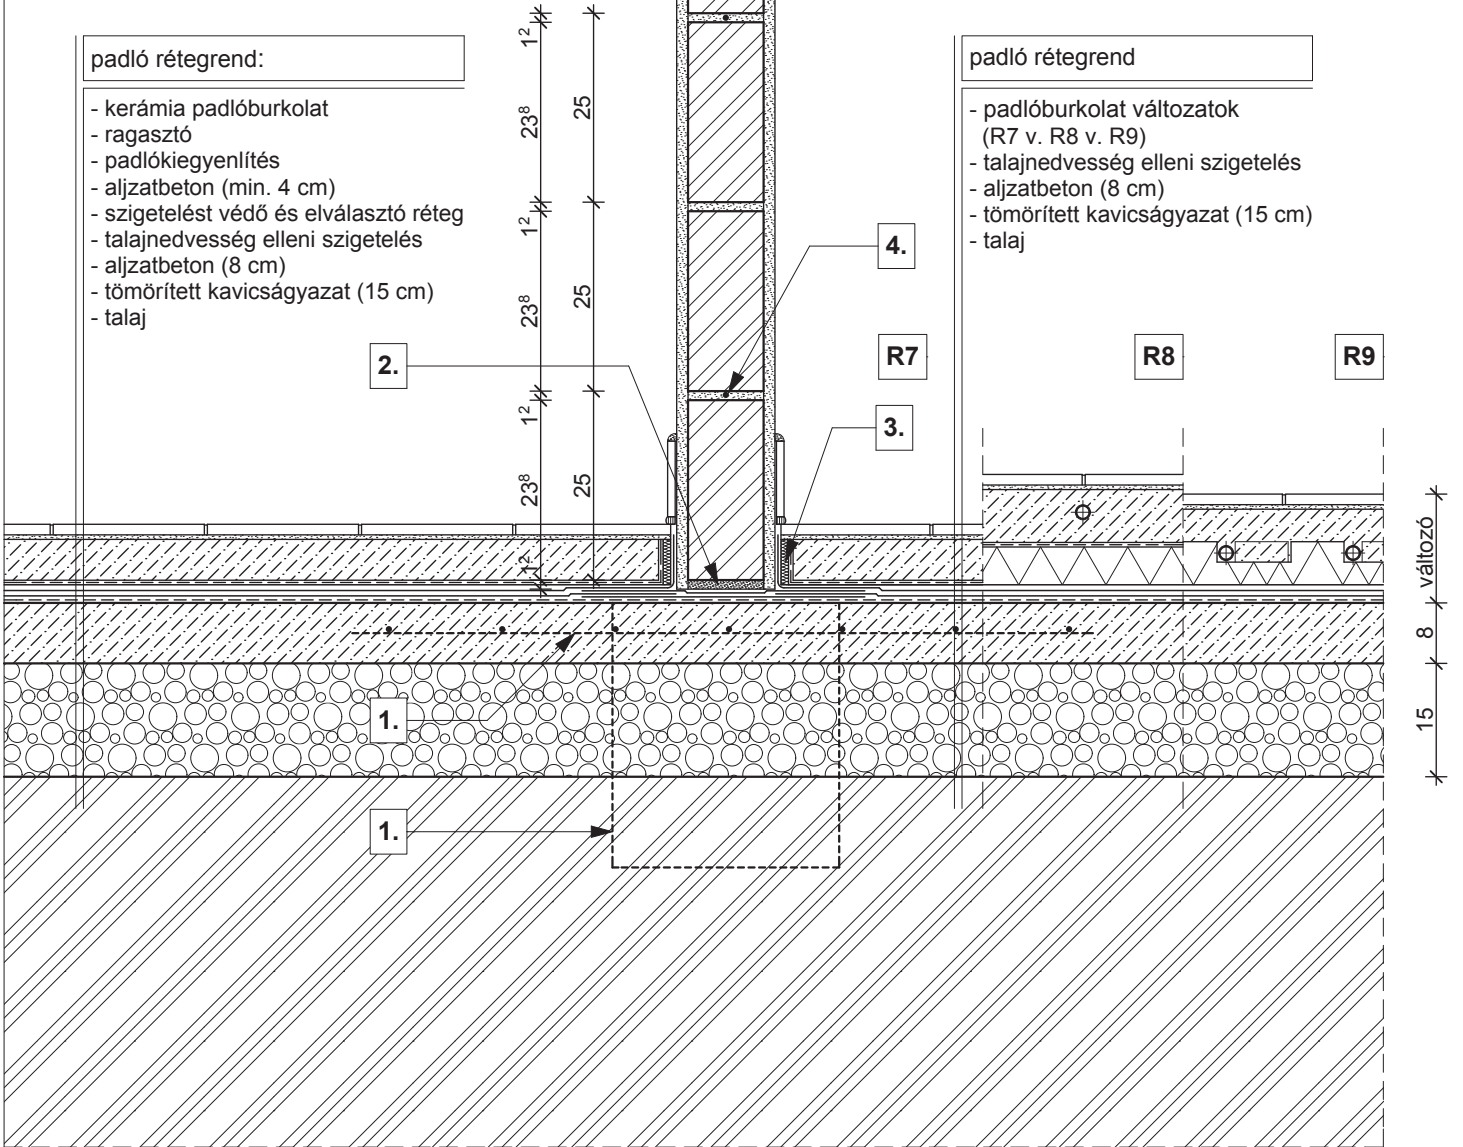 padló rétegrend:
- kerámia padlóburkolat
- ragasztó
- padlókiegyenlítés
- aljzatbeton (min. 4 cm)
- szigetelést védő és elválasztó réteg
- talajnedvesség elleni szigetelés
- aljzatbeton (8 cm)
- tömörített kavicságyazat (15 cm)
- talaj
padló rétegrend
- padlóburkolat változatok
(R7 v. R8 v. R9)
- talajnedvesség elleni szigetelés
- aljzatbeton (8 cm)
- tömörített kavicságyazat (15 cm)
- talaj
1²
23⁸
25
1²
23⁸
25
1²
23⁸
25
1²
4.
2.
R7
R8
R9
3.
1.
1.
változó
8
15